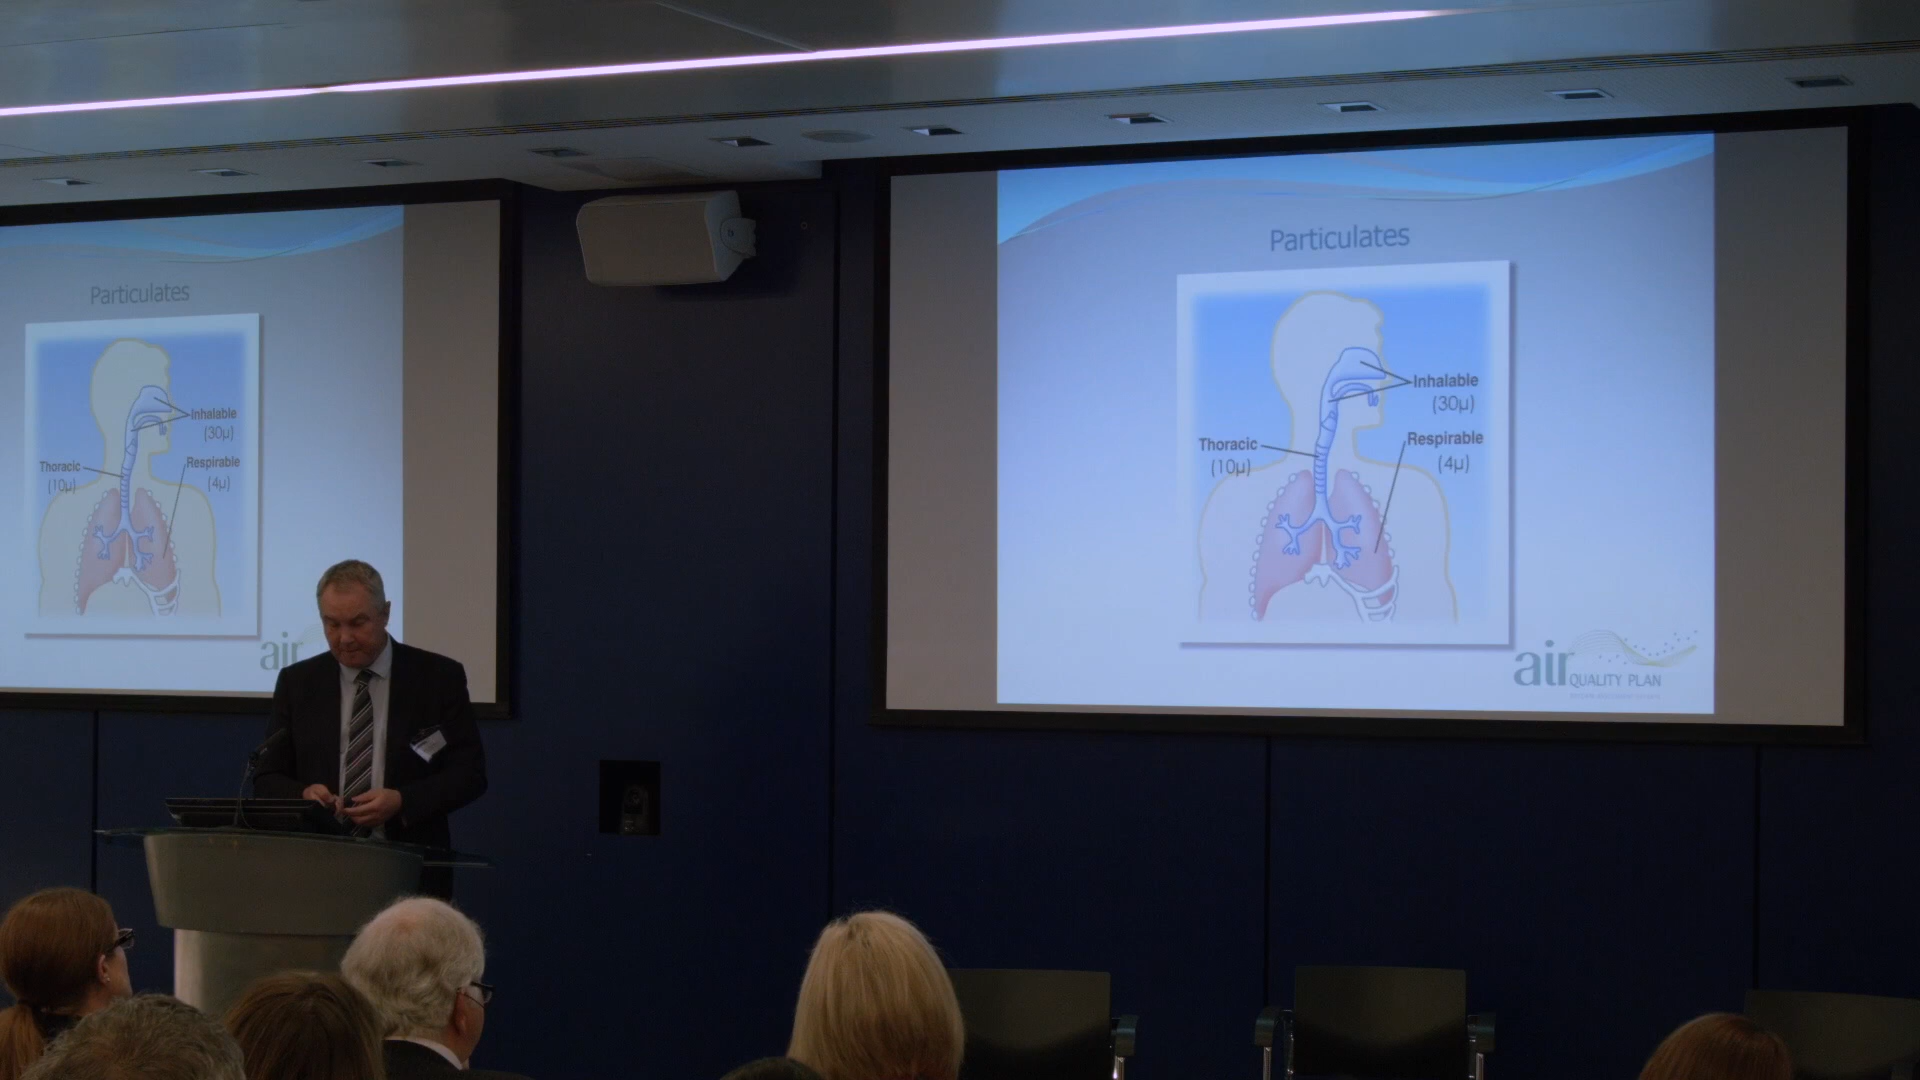 Particulates
Inhalable
(30µ)
Thoracic
(10µ)
Respirable
(4µ)
air
Particulates
Inhalable
(30µ)
Thoracic
(10µ)
Respirable
(4µ)
air
QUALITY PLAN